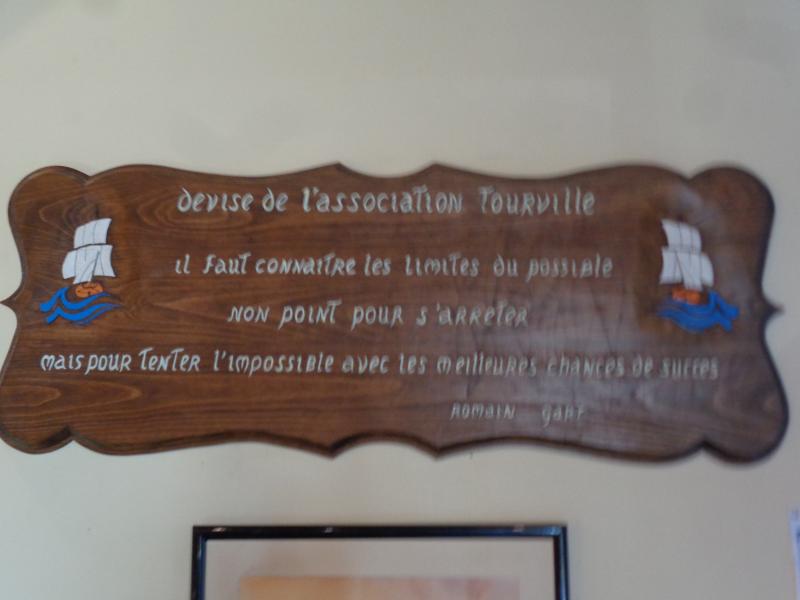 devise de l'association Tourville
il faut connaitre les limites du possible
non point pour s'arreter
mais pour tenter l'impossible avec les meilleures chances de succes
Romain Gary